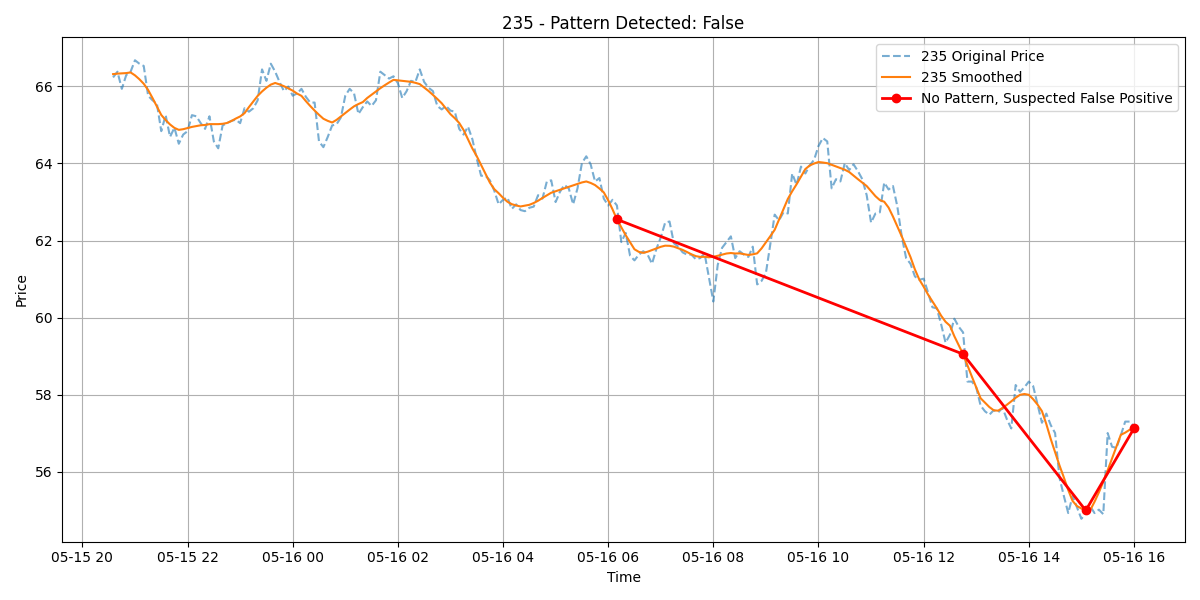 235 - Pattern Detected: False
235 Original Price
235 Smoothed
No Pattern, Suspected False Positive
Price
66
64
62
60
58
56
05-15 20
05-15 22
05-16 00
05-16 02
05-16 04
05-16 06
05-16 08
05-16 10
05-16 12
05-16 14
05-16 16
Time